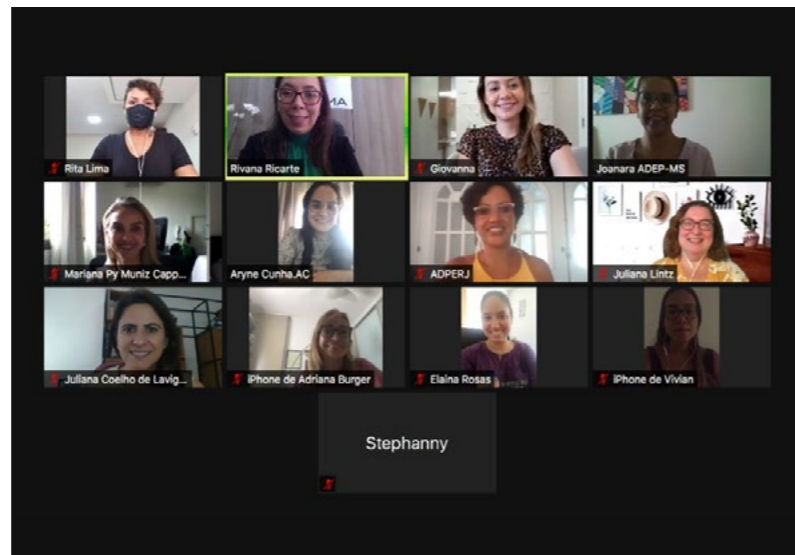 Rita Lima
Rivana Ricarte
Giovanna
Joanara ADEP-MS
Mariana Py Muniz Capp...
Aryne Cunha.AC
ADPERJ
Juliana Lintz
Juliana Coelho de Lavig...
iPhone de Adriana Burger
Elaina Rosas
iPhone de Vivian
Stephanny